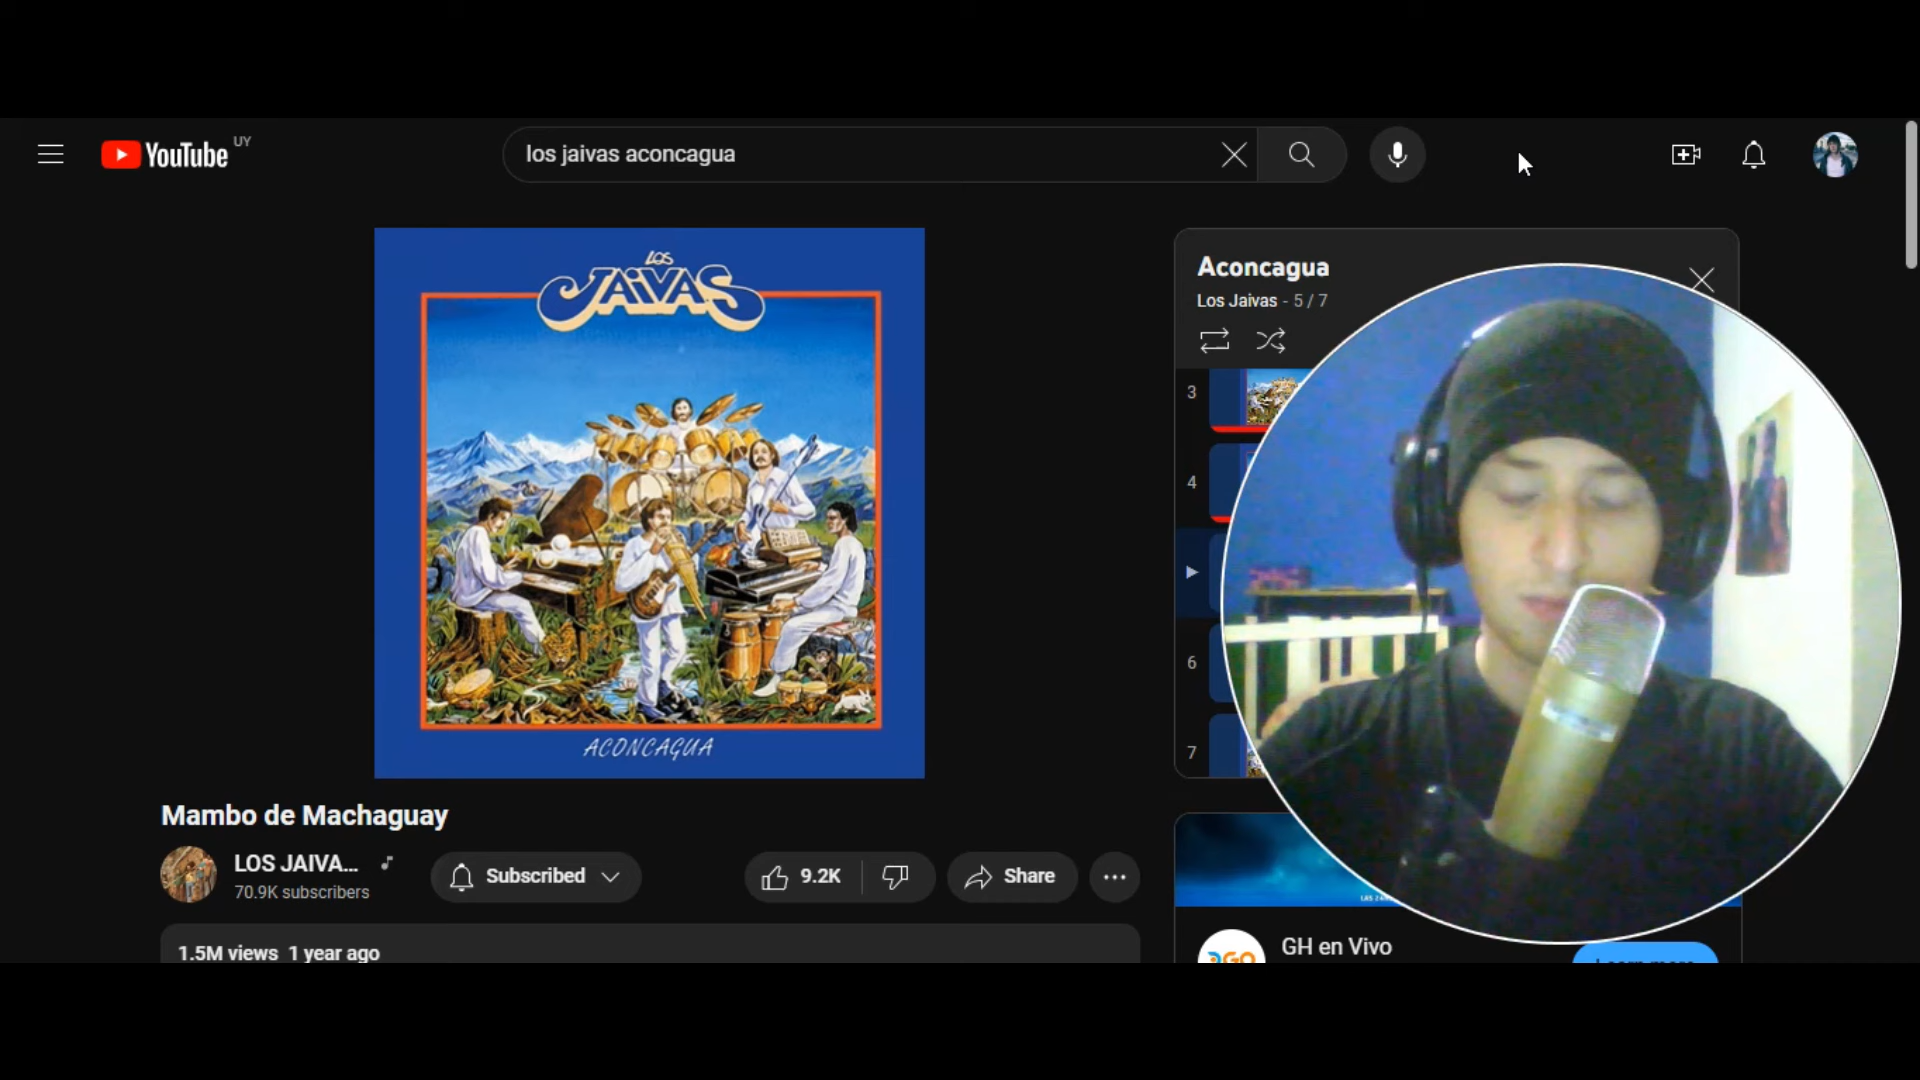 YouTube UY
los jaivas aconcagua
LOS
JAIVAS
ACONCAGUA
Aconcagua
Los Jaivas - 5 / 7
3
4
6
7
Mambo de Machaguay
LOS JAIVA...
70.9K subscribers
Subscribed
9.2K
Share
1.5M views 1 year ago
GH en Vivo
Learn more